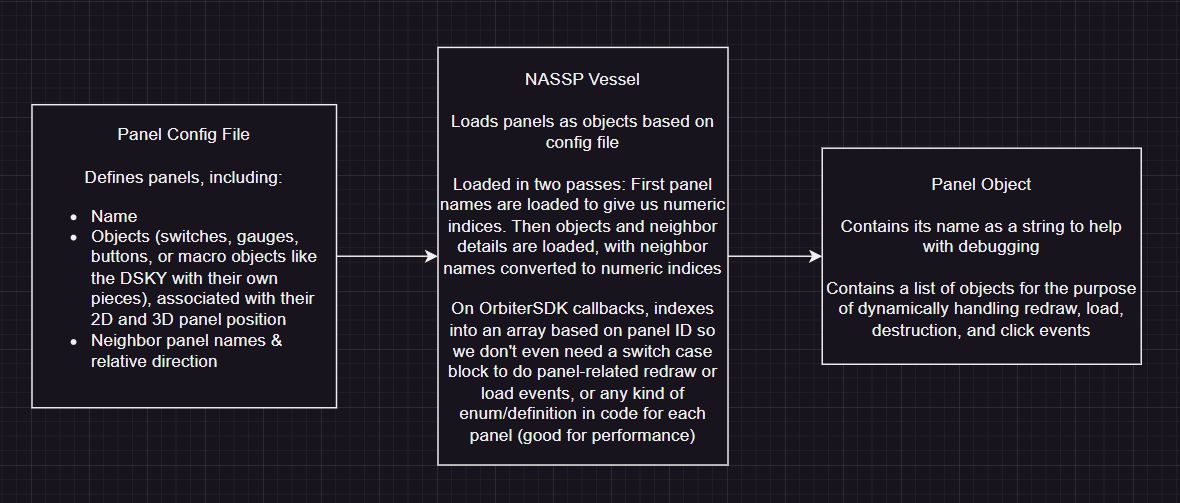 Panel Config File
Defines panels, including:
• Name
• Objects (switches, gauges,
buttons, or macro objects like
the DSKY with their own
pieces), associated with their
2D and 3D panel position
• Neighbor panel names &
relative direction
NASSP Vessel
Loads panels as objects based on
config file
Loaded in two passes: First panel
names are loaded to give us numeric
indices. Then objects and neighbor
details are loaded, with neighbor
names converted to numeric indices
On OrbiterSDK callbacks, indexes
into an array based on panel ID so
we don't even need a switch case
block to do panel-related redraw or
load events, or any kind of
enum/definition in code for each
panel (good for performance)
Panel Object
Contains its name as a string to help
with debugging
Contains a list of objects for the purpose
of dynamically handling redraw, load,
destruction, and click events